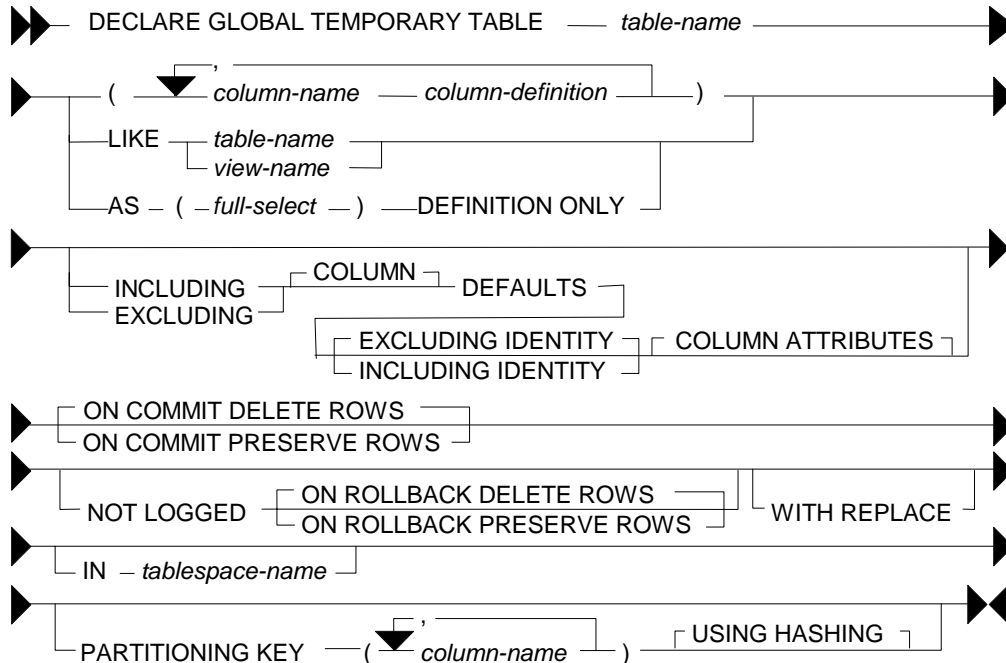 DECLARE GLOBAL TEMPORARY TABLE table-name
,
( column-name column-definition )
LIKE table-name
view-name
AS ( full-select ) DEFINITION ONLY
COLUMN
INCLUDING DEFAULTS
EXCLUDING
EXCLUDING IDENTITY COLUMN ATTRIBUTES
INCLUDING IDENTITY
ON COMMIT DELETE ROWS
ON COMMIT PRESERVE ROWS
ON ROLLBACK DELETE ROWS
NOT LOGGED ON ROLLBACK PRESERVE ROWS WITH REPLACE
IN tablespace-name
,
USING HASHING
PARTITIONING KEY ( column-name )